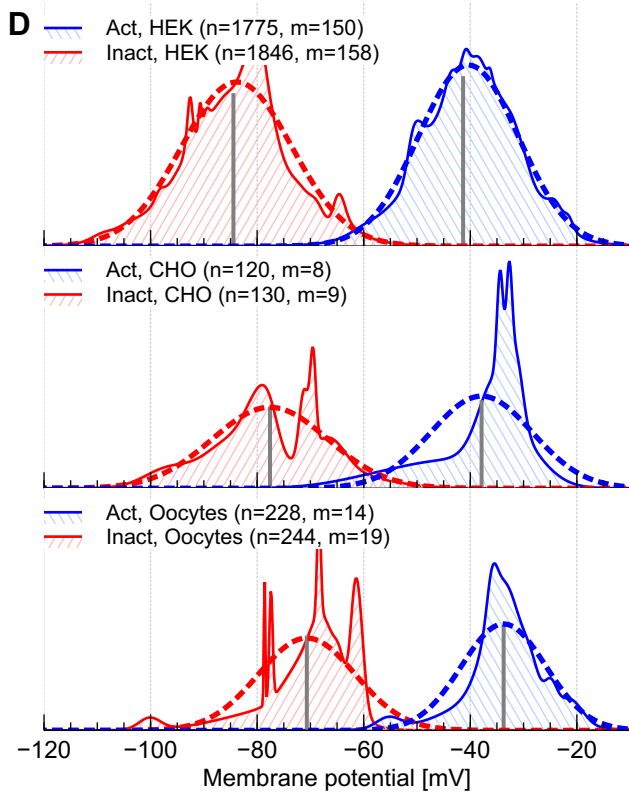 D
Act, HEK (n=1775, m=150)
Inact, HEK (n=1846, m=158)
Act, CHO (n=120, m=8)
Inact, CHO (n=130, m=9)
Act, Oocytes (n=228, m=14)
Inact, Oocytes (n=244, m=19)
−120 −100 −80 −60 −40 −20
Membrane potential [mV]